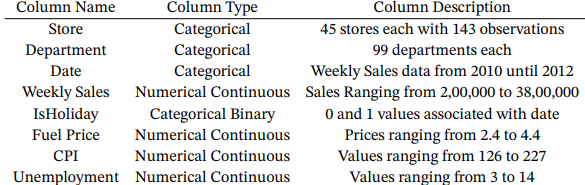 Column Name Column Type Column Description
Store Categorical 45 stores each with 143 observations
Department Categorical 99 departments each
Date Categorical Weekly Sales data from 2010 until 2012
Weekly Sales Numerical Continuous Sales Ranging from 2,00,000 to 38,00,000
IsHoliday Categorical Binary 0 and 1 values associated with date
Fuel Price Numerical Continuous Prices ranging from 2.4 to 4.4
CPI Numerical Continuous Values ranging from 126 to 227
Unemployment Numerical Continuous Values ranging from 3 to 14